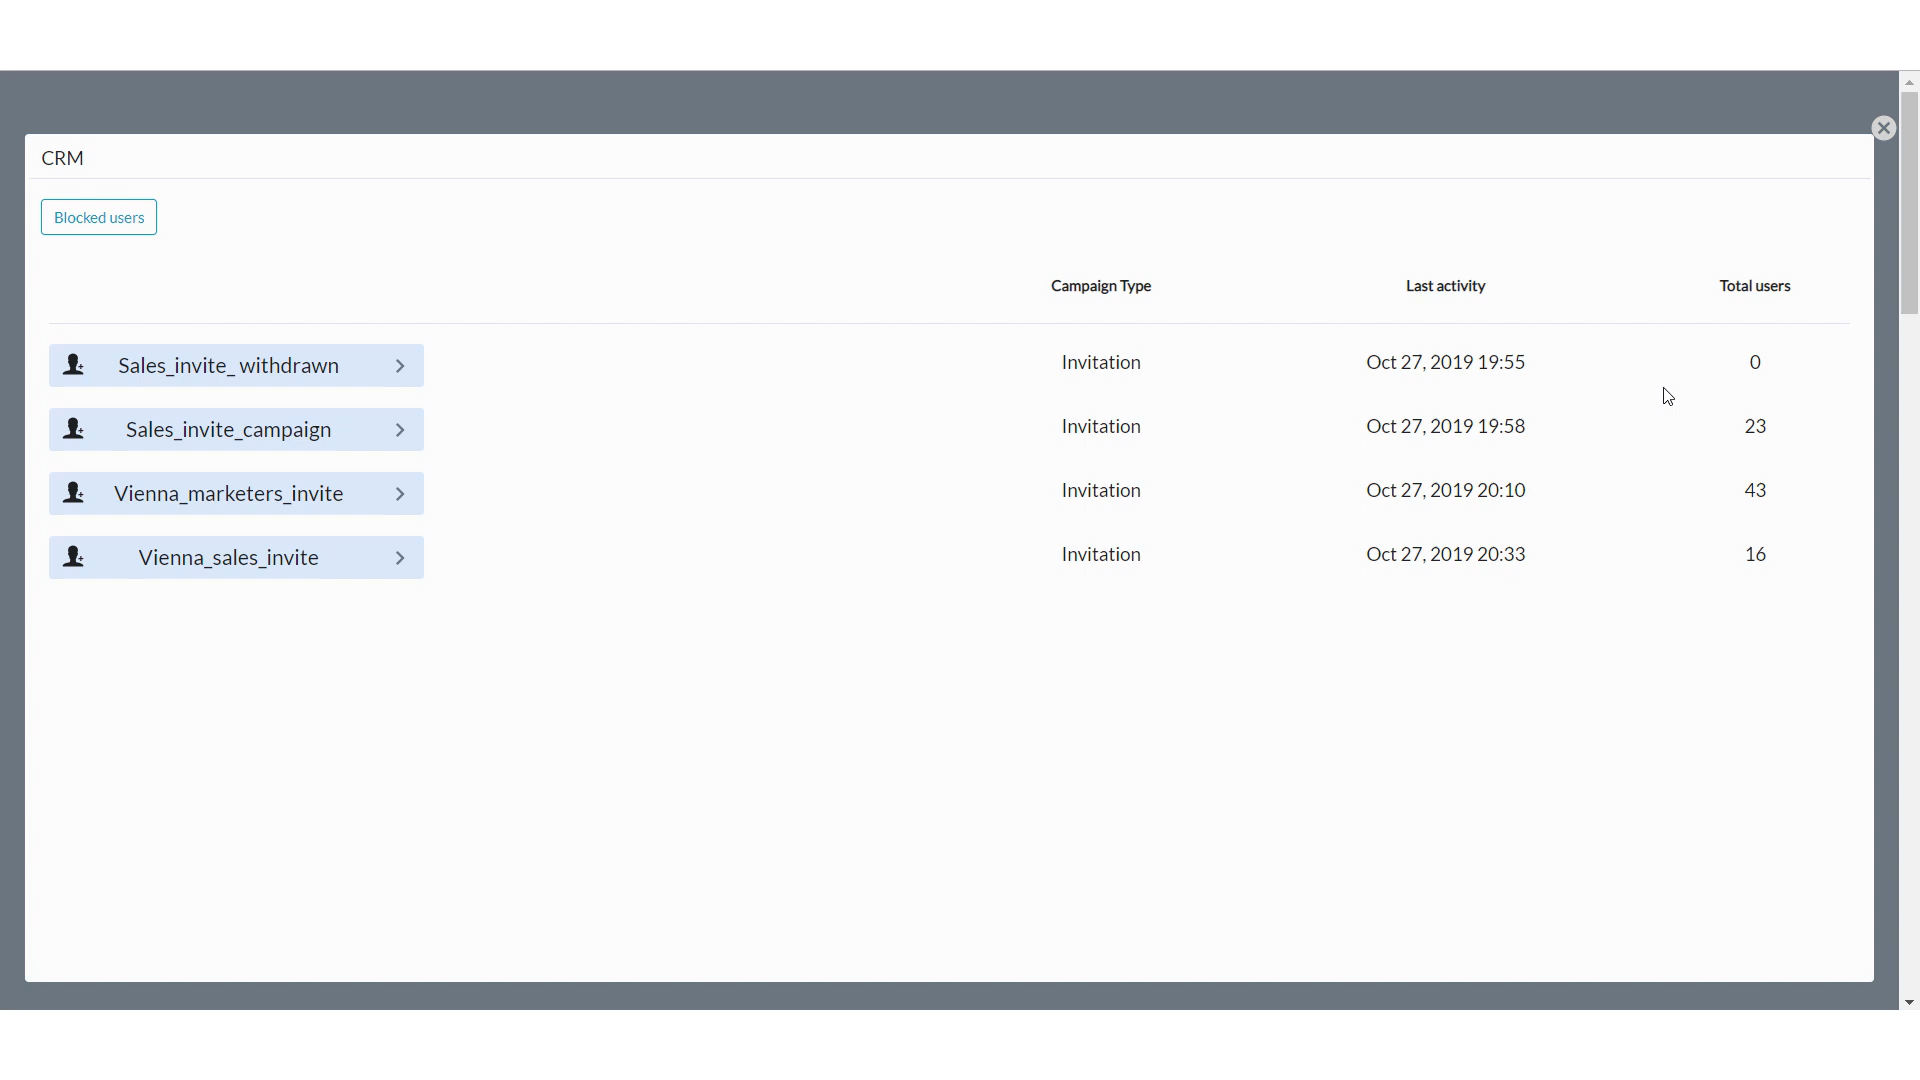 CRM
Blocked users
Campaign Type Last activity Total users
Sales_invite_ withdrawn Invitation Oct 27, 2019 19:55 0
Sales_invite_campaign Invitation Oct 27, 2019 19:58 23
Vienna_marketers_invite Invitation Oct 27, 2019 20:10 43
Vienna_sales_invite Invitation Oct 27, 2019 20:33 16